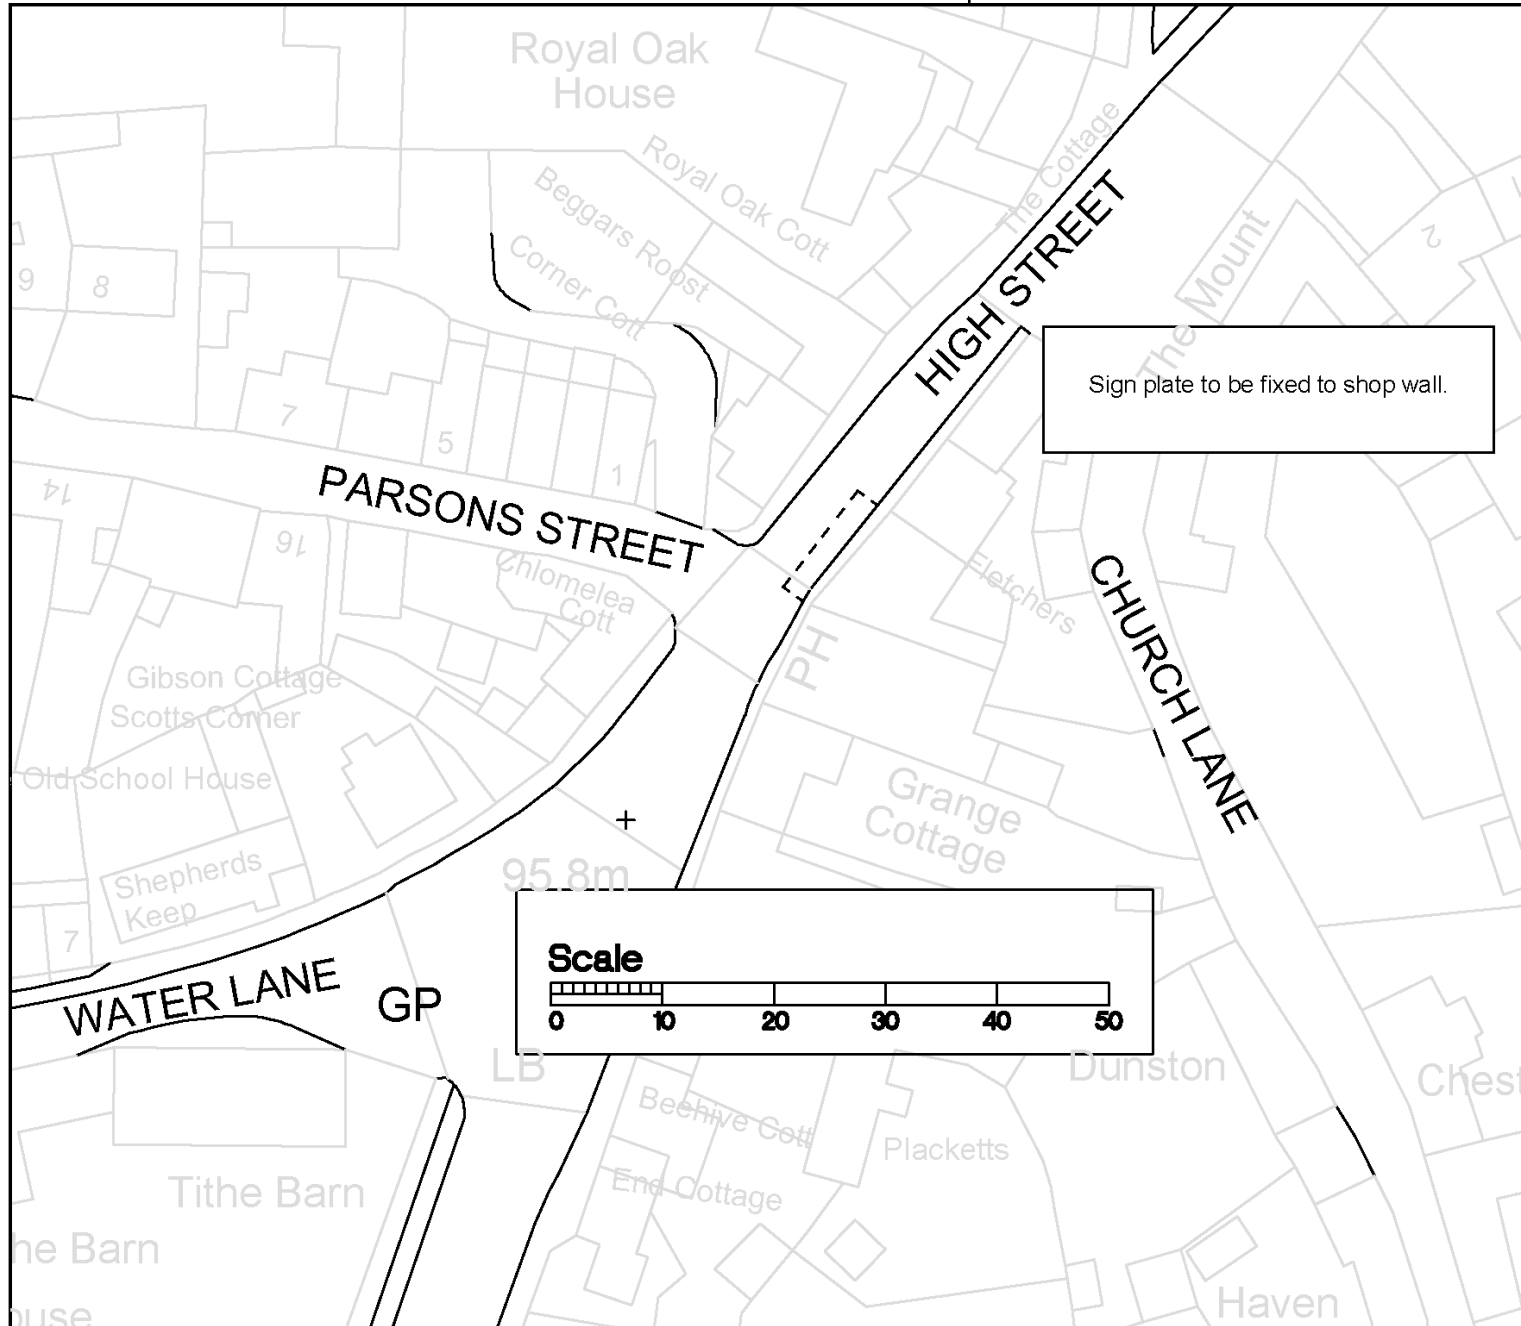 Royal Oak
House
Royal Oak Cott
The Cottage
Beggars Roost
Corner Cott
HIGH STREET
The Mount
2
9
8
Sign plate to be fixed to shop wall.
7
5
1
PARSONS STREET
14
16
Chlomelea
Cott
Fletchers
CHURCH LANE
PH
Gibson Cottage
Scotts Corner
Old School House
Grange
Cottage
95.8m
Shepherds
Keep
7
WATER LANE
GP
Scale
0 10 20 30 40 50
LB
Dunston
Chest
Beehive Cott
Placketts
End Cottage
Tithe Barn
he Barn
ouse
Haven